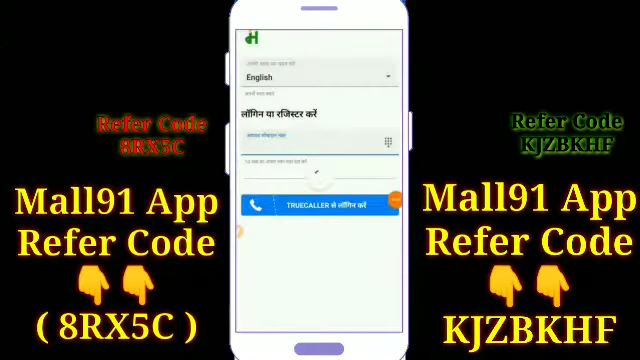 Refer Code
8RX5C
Mall91 App
Refer Code
👇👇
( 8RX5C )
English
लॉगिन या रजिस्टर करें
TRUECALLER से लॉगिन करें
Refer Code
KJZBKHF
Mall91 App
Refer Code
👇👇
KJZBKHF